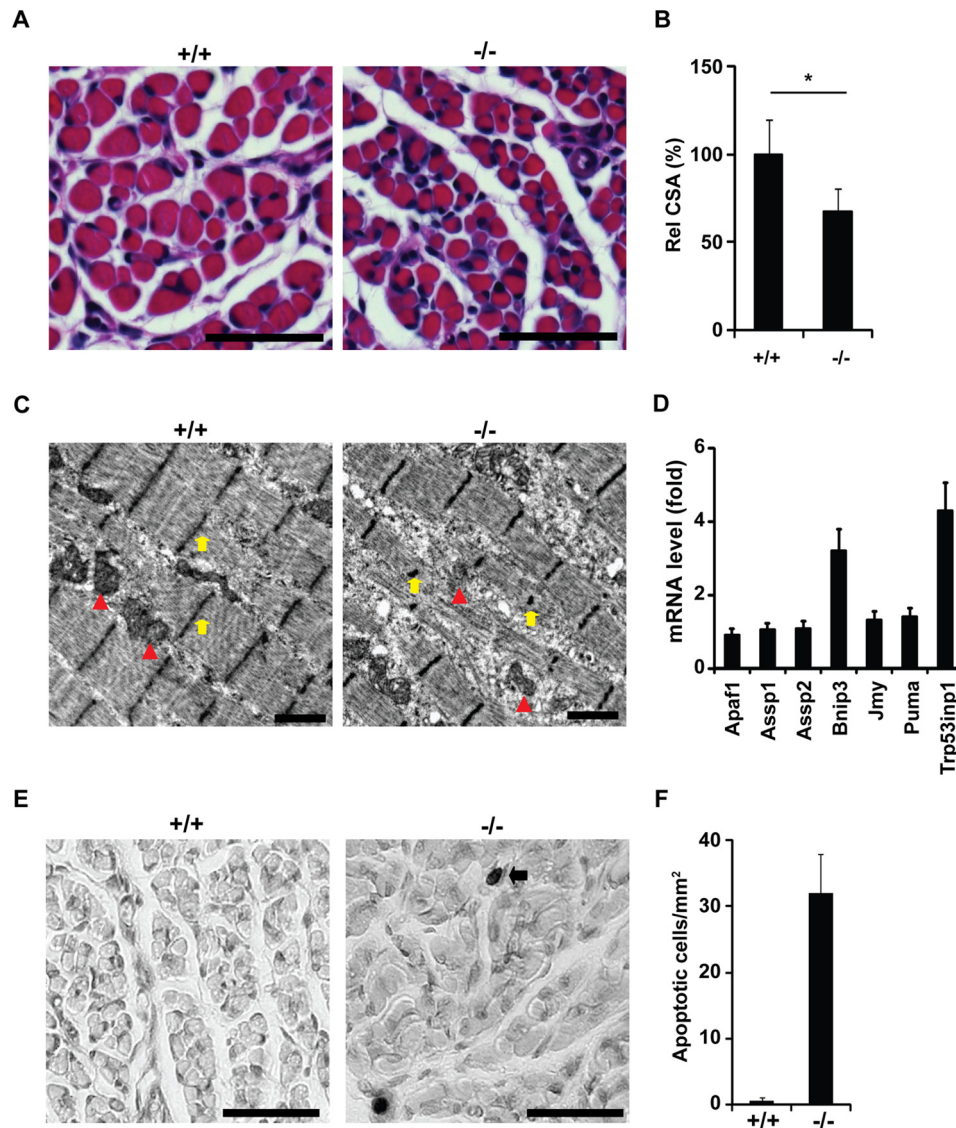 A
+/+
-/-
B
150
100
50
0
Rel CSA (%)
*
+/+
-/-
C
+/+
-/-
D
6
4
2
0
mRNA level (fold)
Apaf1
Assp1
Assp2
Bnip3
Jmy
Puma
Trp53inp1
E
+/+
-/-
F
40
30
20
10
0
Apoptotic cells/mm²
+/+
-/-